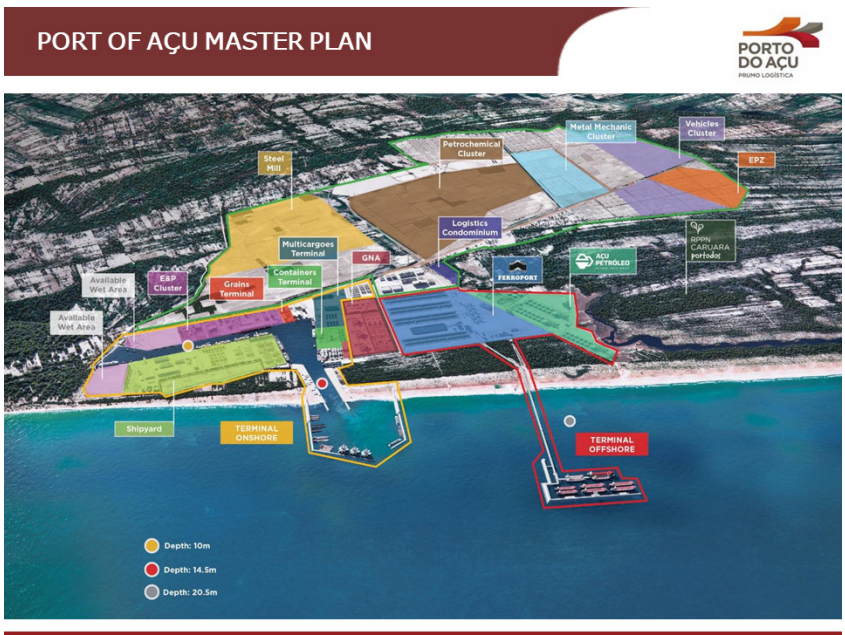 PORT OF AÇU MASTER PLAN
PORTO
DO AÇU
PRUMO LOGÍSTICA
Metal Mechanic
Cluster
Vehicles
Cluster
Petrochemical
Cluster
Steel
Mill
EPZ
Logistics
Condominium
RPPN
CARUARA
portodoaçu
Multicargoes
Terminal
GNA
FERROPORT
AÇU
PETRÓLEO
Available
Wet Area
E&P
Cluster
Grains
Terminal
Containers
Terminal
Available
Wet Area
Shipyard
TERMINAL
ONSHORE
TERMINAL
OFFSHORE
Depth: 10m
Depth: 14.5m
Depth: 20.5m